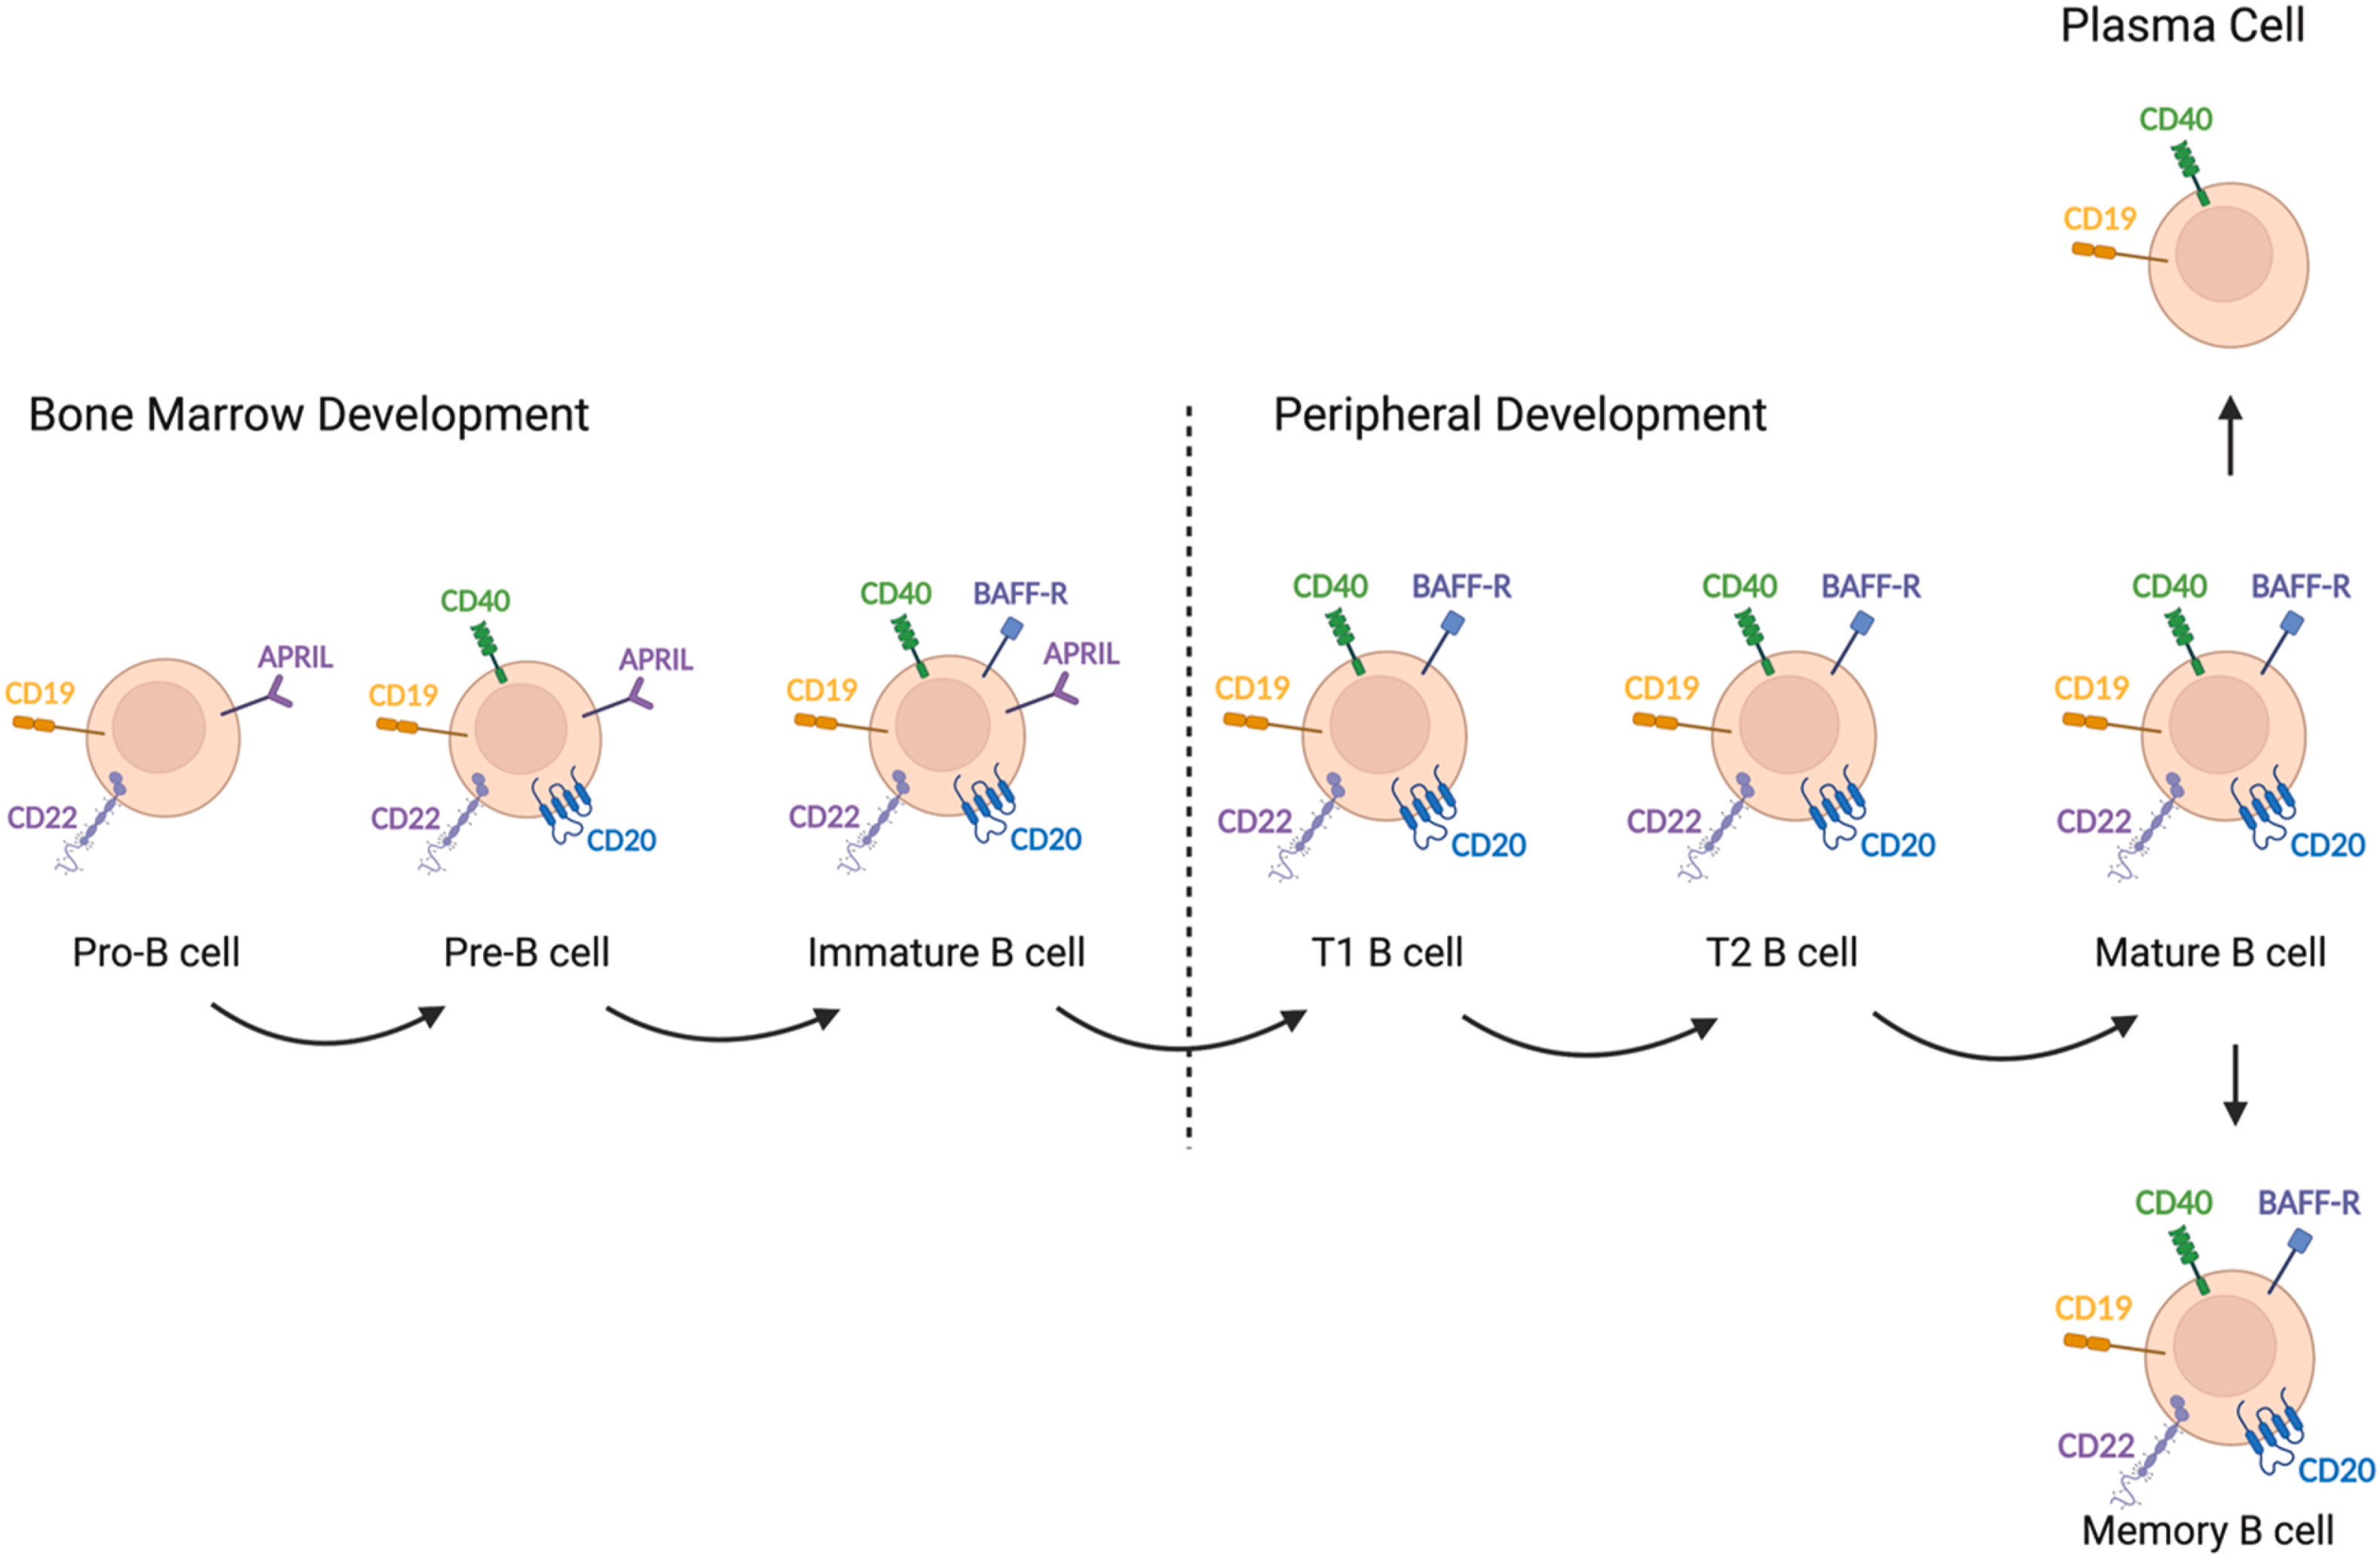 Plasma Cell
CD40
CD19
Bone Marrow Development
Peripheral Development
APRIL
CD19
CD22
Pro-B cell
CD40
APRIL
CD19
CD22
CD20
Pre-B cell
CD40
BAFF-R
APRIL
CD19
CD22
CD20
Immature B cell
CD40
BAFF-R
CD19
CD22
CD20
T1 B cell
CD40
BAFF-R
CD19
CD22
CD20
T2 B cell
CD40
BAFF-R
CD19
CD22
CD20
Mature B cell
CD40
BAFF-R
CD19
CD22
CD20
Memory B cell